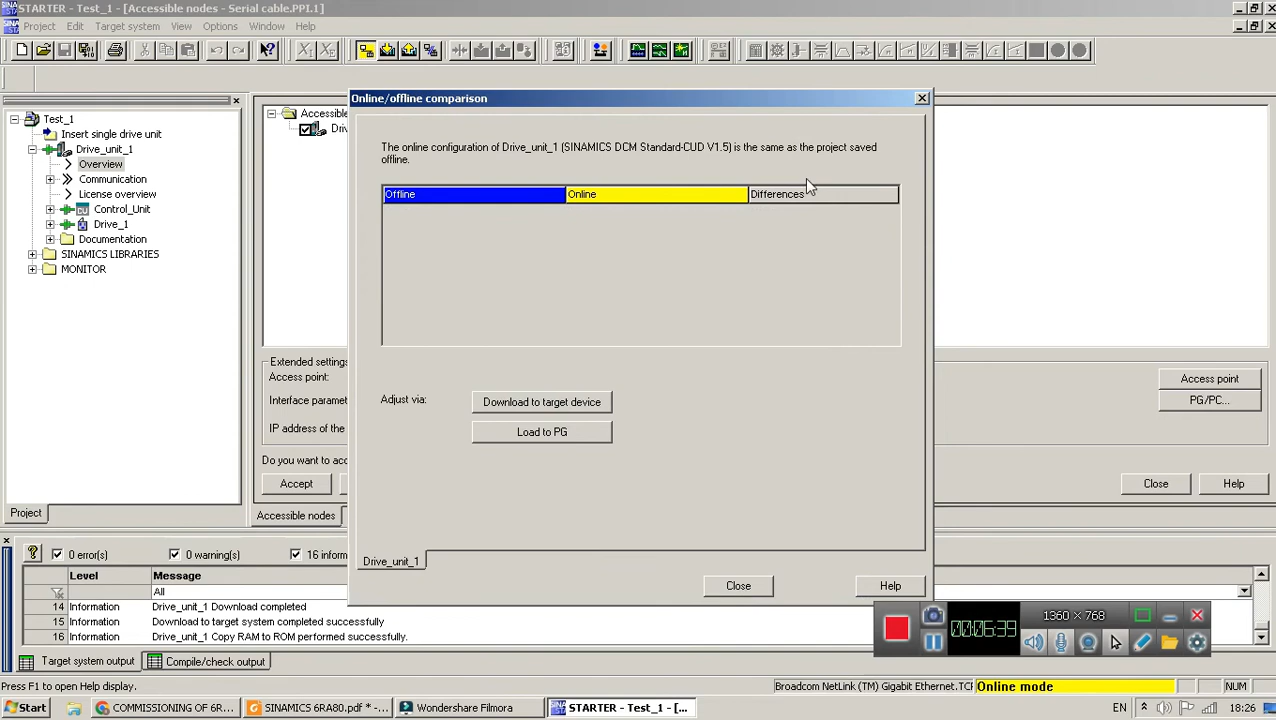 STARTER - Test_1 - [Accessible nodes - Serial cable.PPI.1]
Project Edit Target system View Options Window Help
Online/offline comparison
The online configuration of Drive_unit_1 (SINAMICS DCM Standard-CUD V1.5) is the same as the project saved
offline.
Offline Online Differences
Adjust via: Download to target device
Load to PG
Drive_unit_1
Close Help
Test_1
Insert single drive unit
Drive_unit_1
Overview
Communication
License overview
Control_Unit
Drive_1
Documentation
SINAMICS LIBRARIES
MONITOR
Project
Accessible
Extended settings
Access point: Access point
Interface PG/PC...
IP address of the
Do you want to
Accept Close Help
Accessible nodes
0 error(s) 0 warning(s)
Level Message
All
14 Information Drive_unit_1 Download completed
15 Information Download to target system completed successfully
16 Information Drive_unit_1 Copy RAM to ROM performed successfully.
Target system output Compile/check output
00:06:39
1360 × 768
Press F1 to open Help display. Broadcom NetLink (TM) Gigabit Ethernet.TCP Online mode NUM
Start COMMISSIONING OF 6R... SINAMICS 6RA80.pdf * -... Wondershare Filmora STARTER - Test_1 - [... EN 18:26